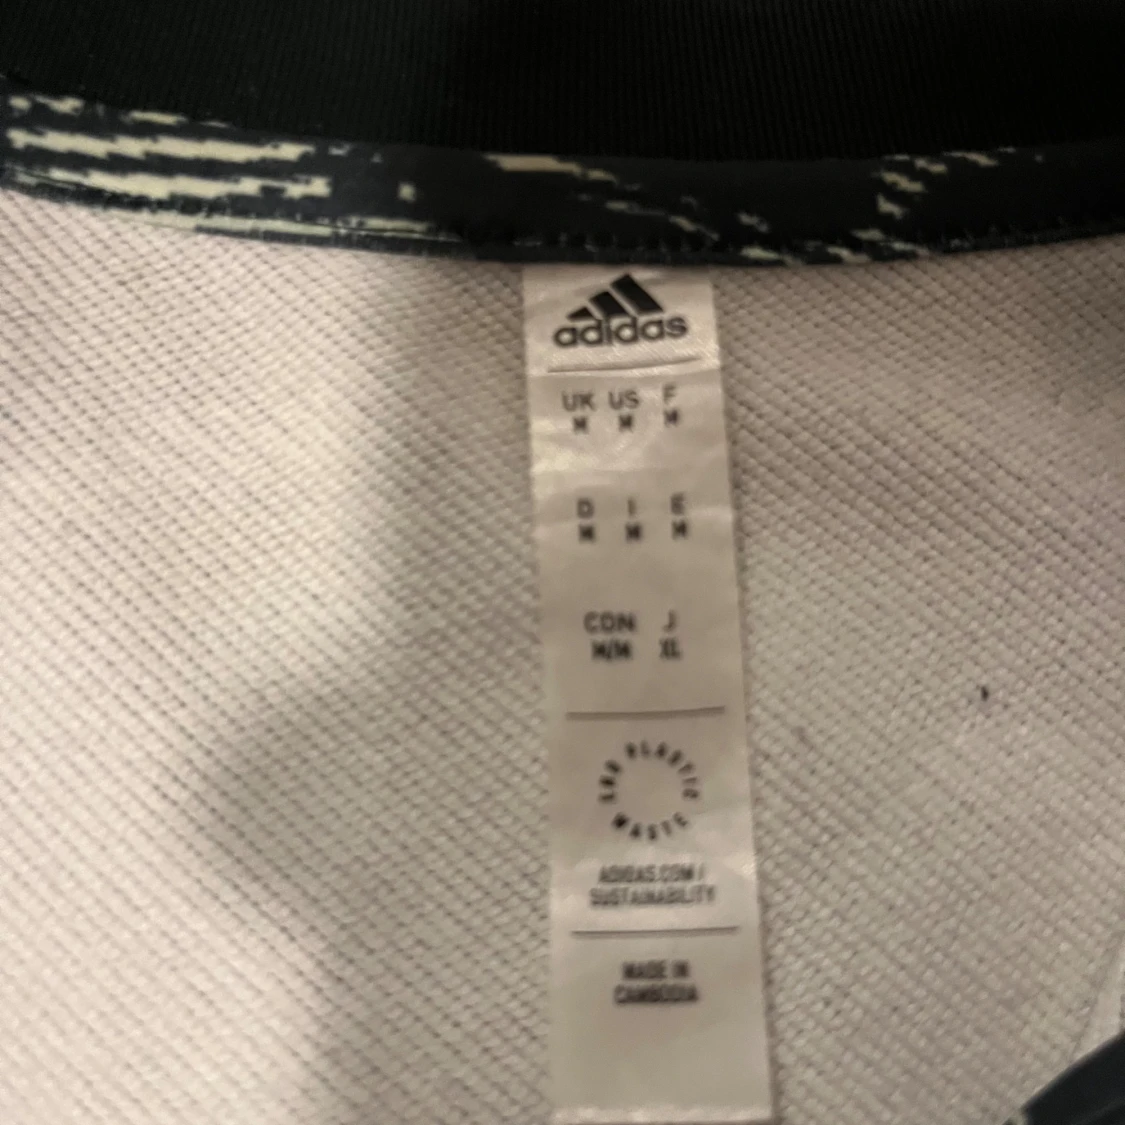 adidas
UK US F
M M M
D I E
M M M
CDN J
M/M XL
END PLASTIC WASTE
ADIDAS.COM/
SUSTAINABILITY
MADE IN
CAMBODIA